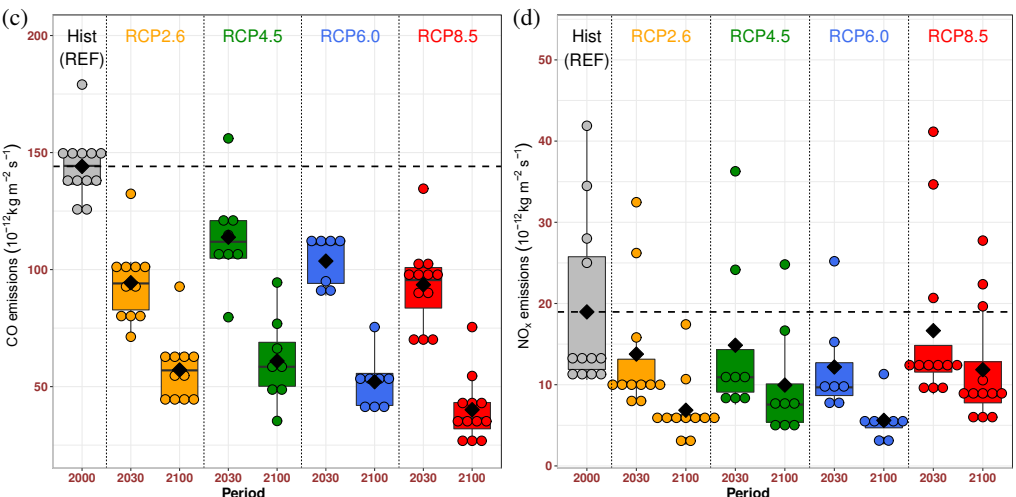 (c)
200
150
100
50
CO emissions (10⁻¹²kg m⁻² s⁻¹)
Hist
(REF)
RCP2.6
RCP4.5
RCP6.0
RCP8.5
2000
2030
2100
2030
2100
2030
2100
2030
2100
Period
(d)
50
40
30
20
10
0
NOₓ emissions (10⁻¹²kg m⁻² s⁻¹)
Hist
(REF)
RCP2.6
RCP4.5
RCP6.0
RCP8.5
2000
2030
2100
2030
2100
2030
2100
2030
2100
Period